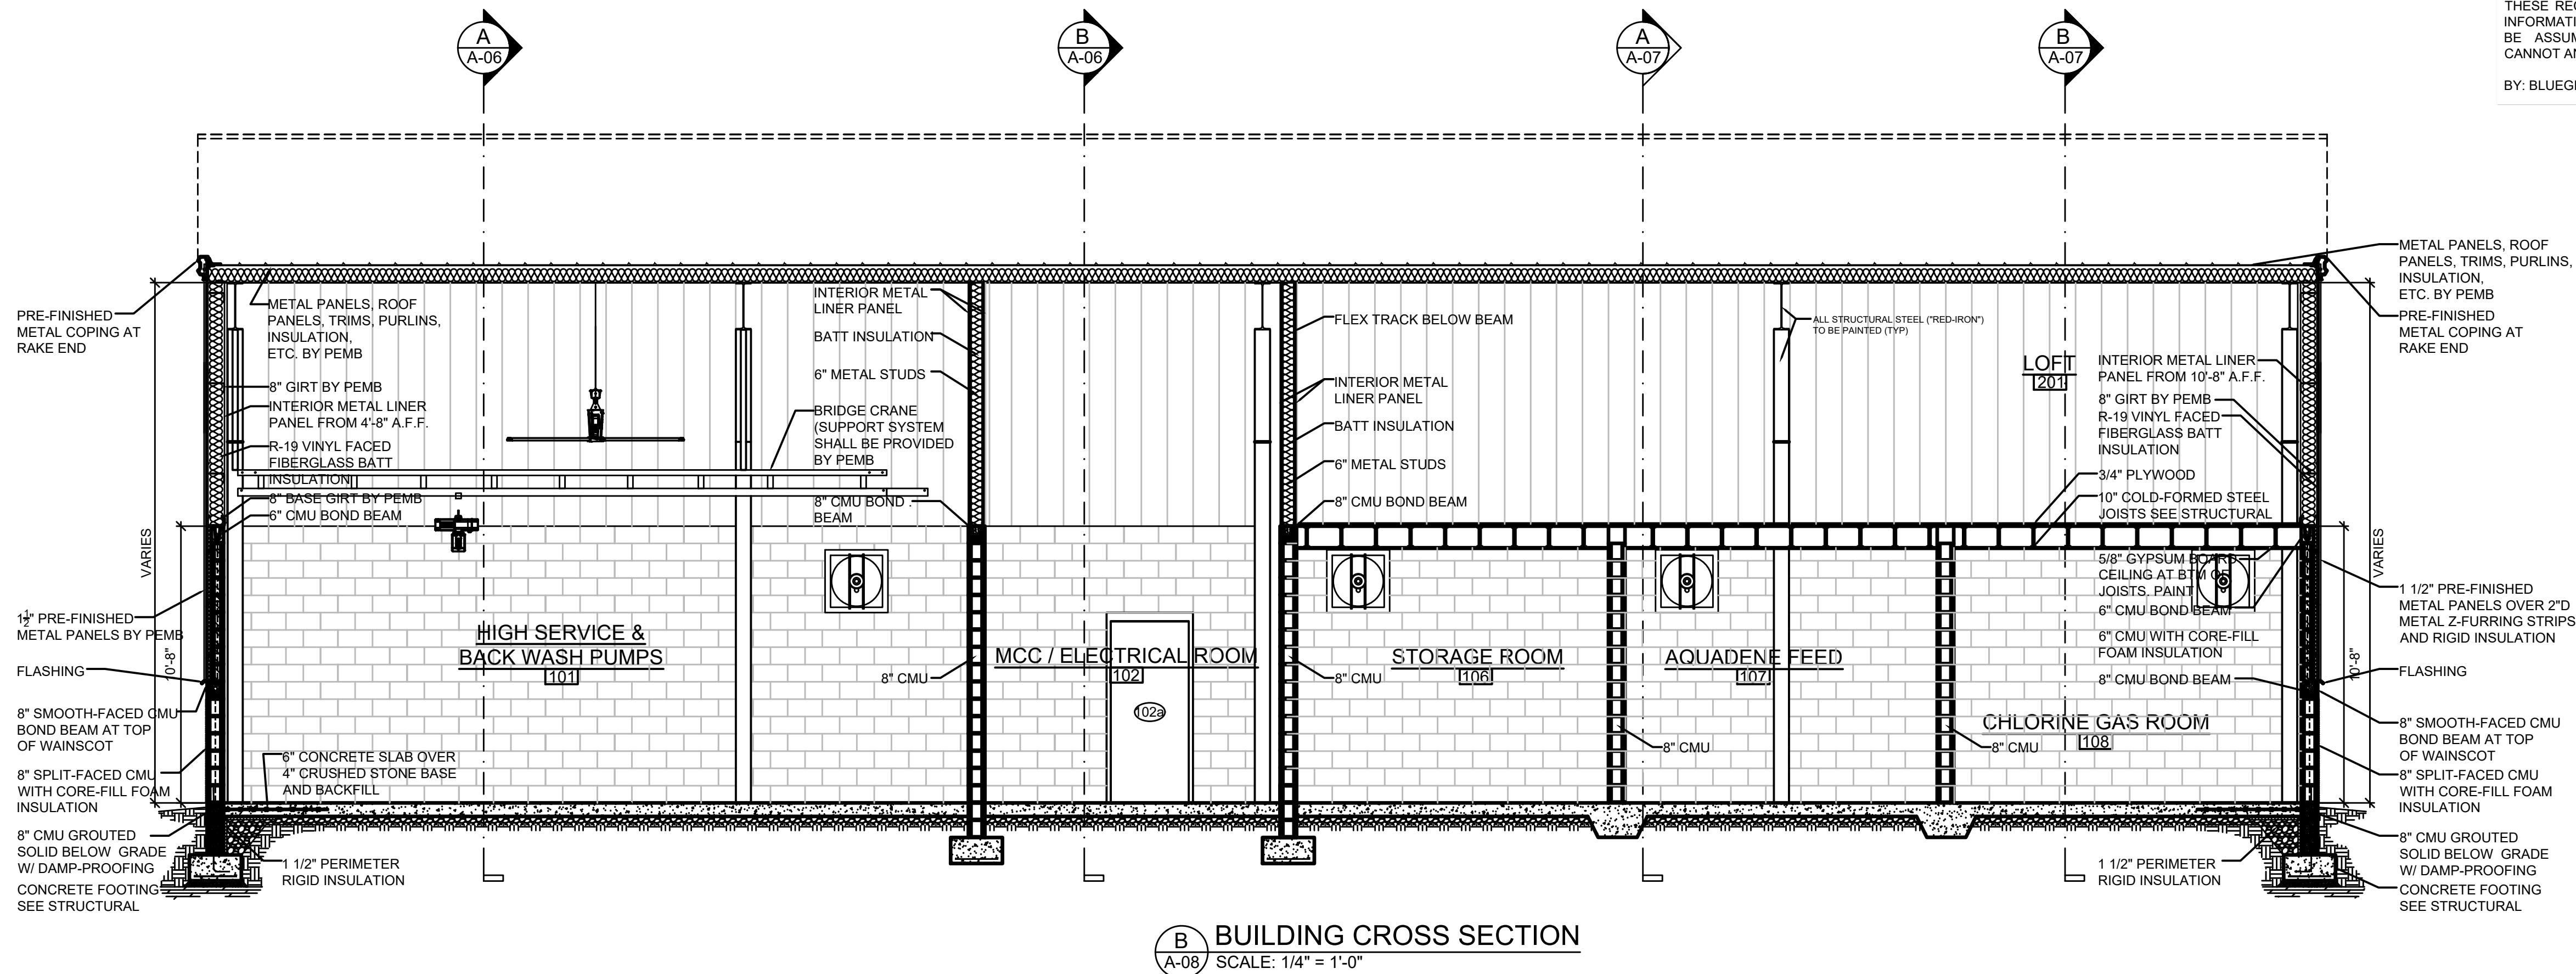 THESE
INFORMATI
BE ASSUM
CANNOT
BY:
A
A-06
B
A-06
A
A-07
B
A-07
PRE-FINISHED
METAL COPING AT
RAKE END
METAL PANELS, ROOF
PANELS, TRIMS, PURLINS,
INSULATION,
ETC. BY PEMB
8" GIRT BY PEMB
INTERIOR METAL LINER
PANEL FROM 4'-8" A.F.F.
R-19 VINYL FACED
FIBERGLASS BATT
INSULATION
8" BASE GIRT BY PEMB
6" CMU BOND BEAM
INTERIOR METAL
LINER PANEL
BATT INSULATION
6" METAL STUDS
BRIDGE CRANE
(SUPPORT SYSTEM
SHALL BE PROVIDED
BY PEMB
8" CMU BOND
BEAM
FLEX TRACK BELOW BEAM
INTERIOR METAL
LINER PANEL
BATT INSULATION
6" METAL STUDS
8" CMU BOND BEAM
ALL STRUCTURAL STEEL ("RED-IRON")
TO BE PAINTED (TYP)
LOFT
201
INTERIOR METAL LINER
PANEL FROM 10'-8" A.F.F.
8" GIRT BY PEMB
R-19 VINYL FACED
FIBERGLASS BATT
INSULATION
3/4" PLYWOOD
10" COLD-FORMED STEEL
JOISTS SEE STRUCTURAL
5/8" GYPSUM BOARD
CEILING AT BTM OF
JOISTS. PAINT
6" CMU BOND BEAM
6" CMU WITH CORE-FILL
FOAM INSULATION
8" CMU BOND BEAM
METAL PANELS, ROOF
PANELS, TRIMS, PURLINS,
INSULATION,
ETC. BY PEMB
PRE-FINISHED
METAL COPING AT
RAKE END
VARIES
10'-8"
1 1/2" PRE-FINISHED
METAL PANELS BY PEMB
FLASHING
8" SMOOTH-FACED CMU
BOND BEAM AT TOP
OF WAINSCOT
8" SPLIT-FACED CMU
WITH CORE-FILL FOAM
INSULATION
8" CMU GROUTED
SOLID BELOW GRADE
W/ DAMP-PROOFING
CONCRETE FOOTING
SEE STRUCTURAL
HIGH SERVICE &
BACK WASH PUMPS
101
6" CONCRETE SLAB OVER
4" CRUSHED STONE BASE
AND BACKFILL
1 1/2" PERIMETER
RIGID INSULATION
8" CMU
MCC / ELECTRICAL ROOM
102
102a
8" CMU
STORAGE ROOM
106
8" CMU
AQUADENE FEED
107
8" CMU
CHLORINE GAS ROOM
108
1 1/2" PERIMETER
RIGID INSULATION
VARIES
10'-8"
1 1/2" PRE-FINISHED
METAL PANELS OVER 2"D
METAL Z-FURRING STRIPS
AND RIGID INSULATION
FLASHING
8" SMOOTH-FACED CMU
BOND BEAM AT TOP
OF WAINSCOT
8" SPLIT-FACED CMU
WITH CORE-FILL FOAM
INSULATION
8" CMU GROUTED
SOLID BELOW GRADE
W/ DAMP-PROOFING
CONCRETE FOOTING
SEE STRUCTURAL
B
A-08
BUILDING CROSS SECTION
SCALE: 1/4" = 1'-0"